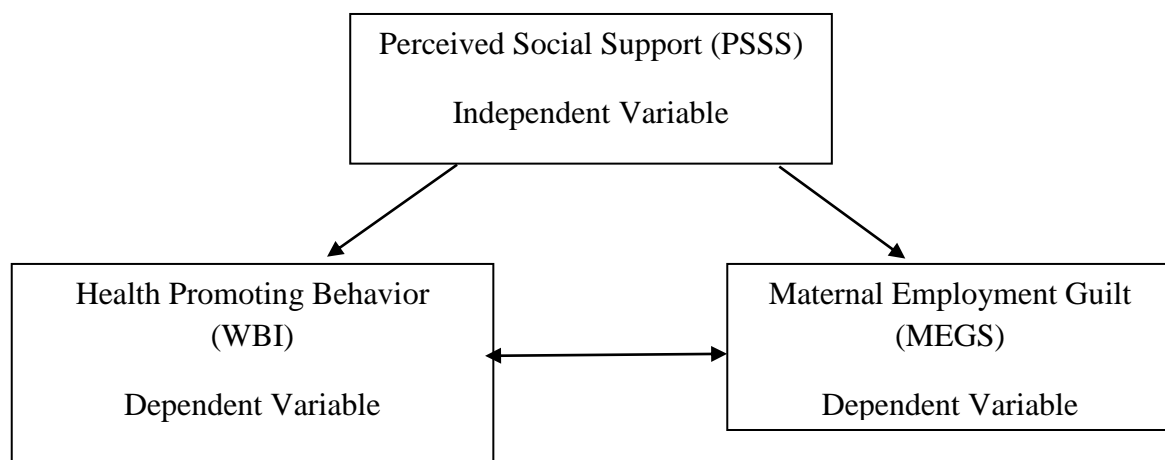 Perceived Social Support (PSSS)
Independent Variable
Health Promoting Behavior
(WBI)
Dependent Variable
Maternal Employment Guilt
(MEGS)
Dependent Variable